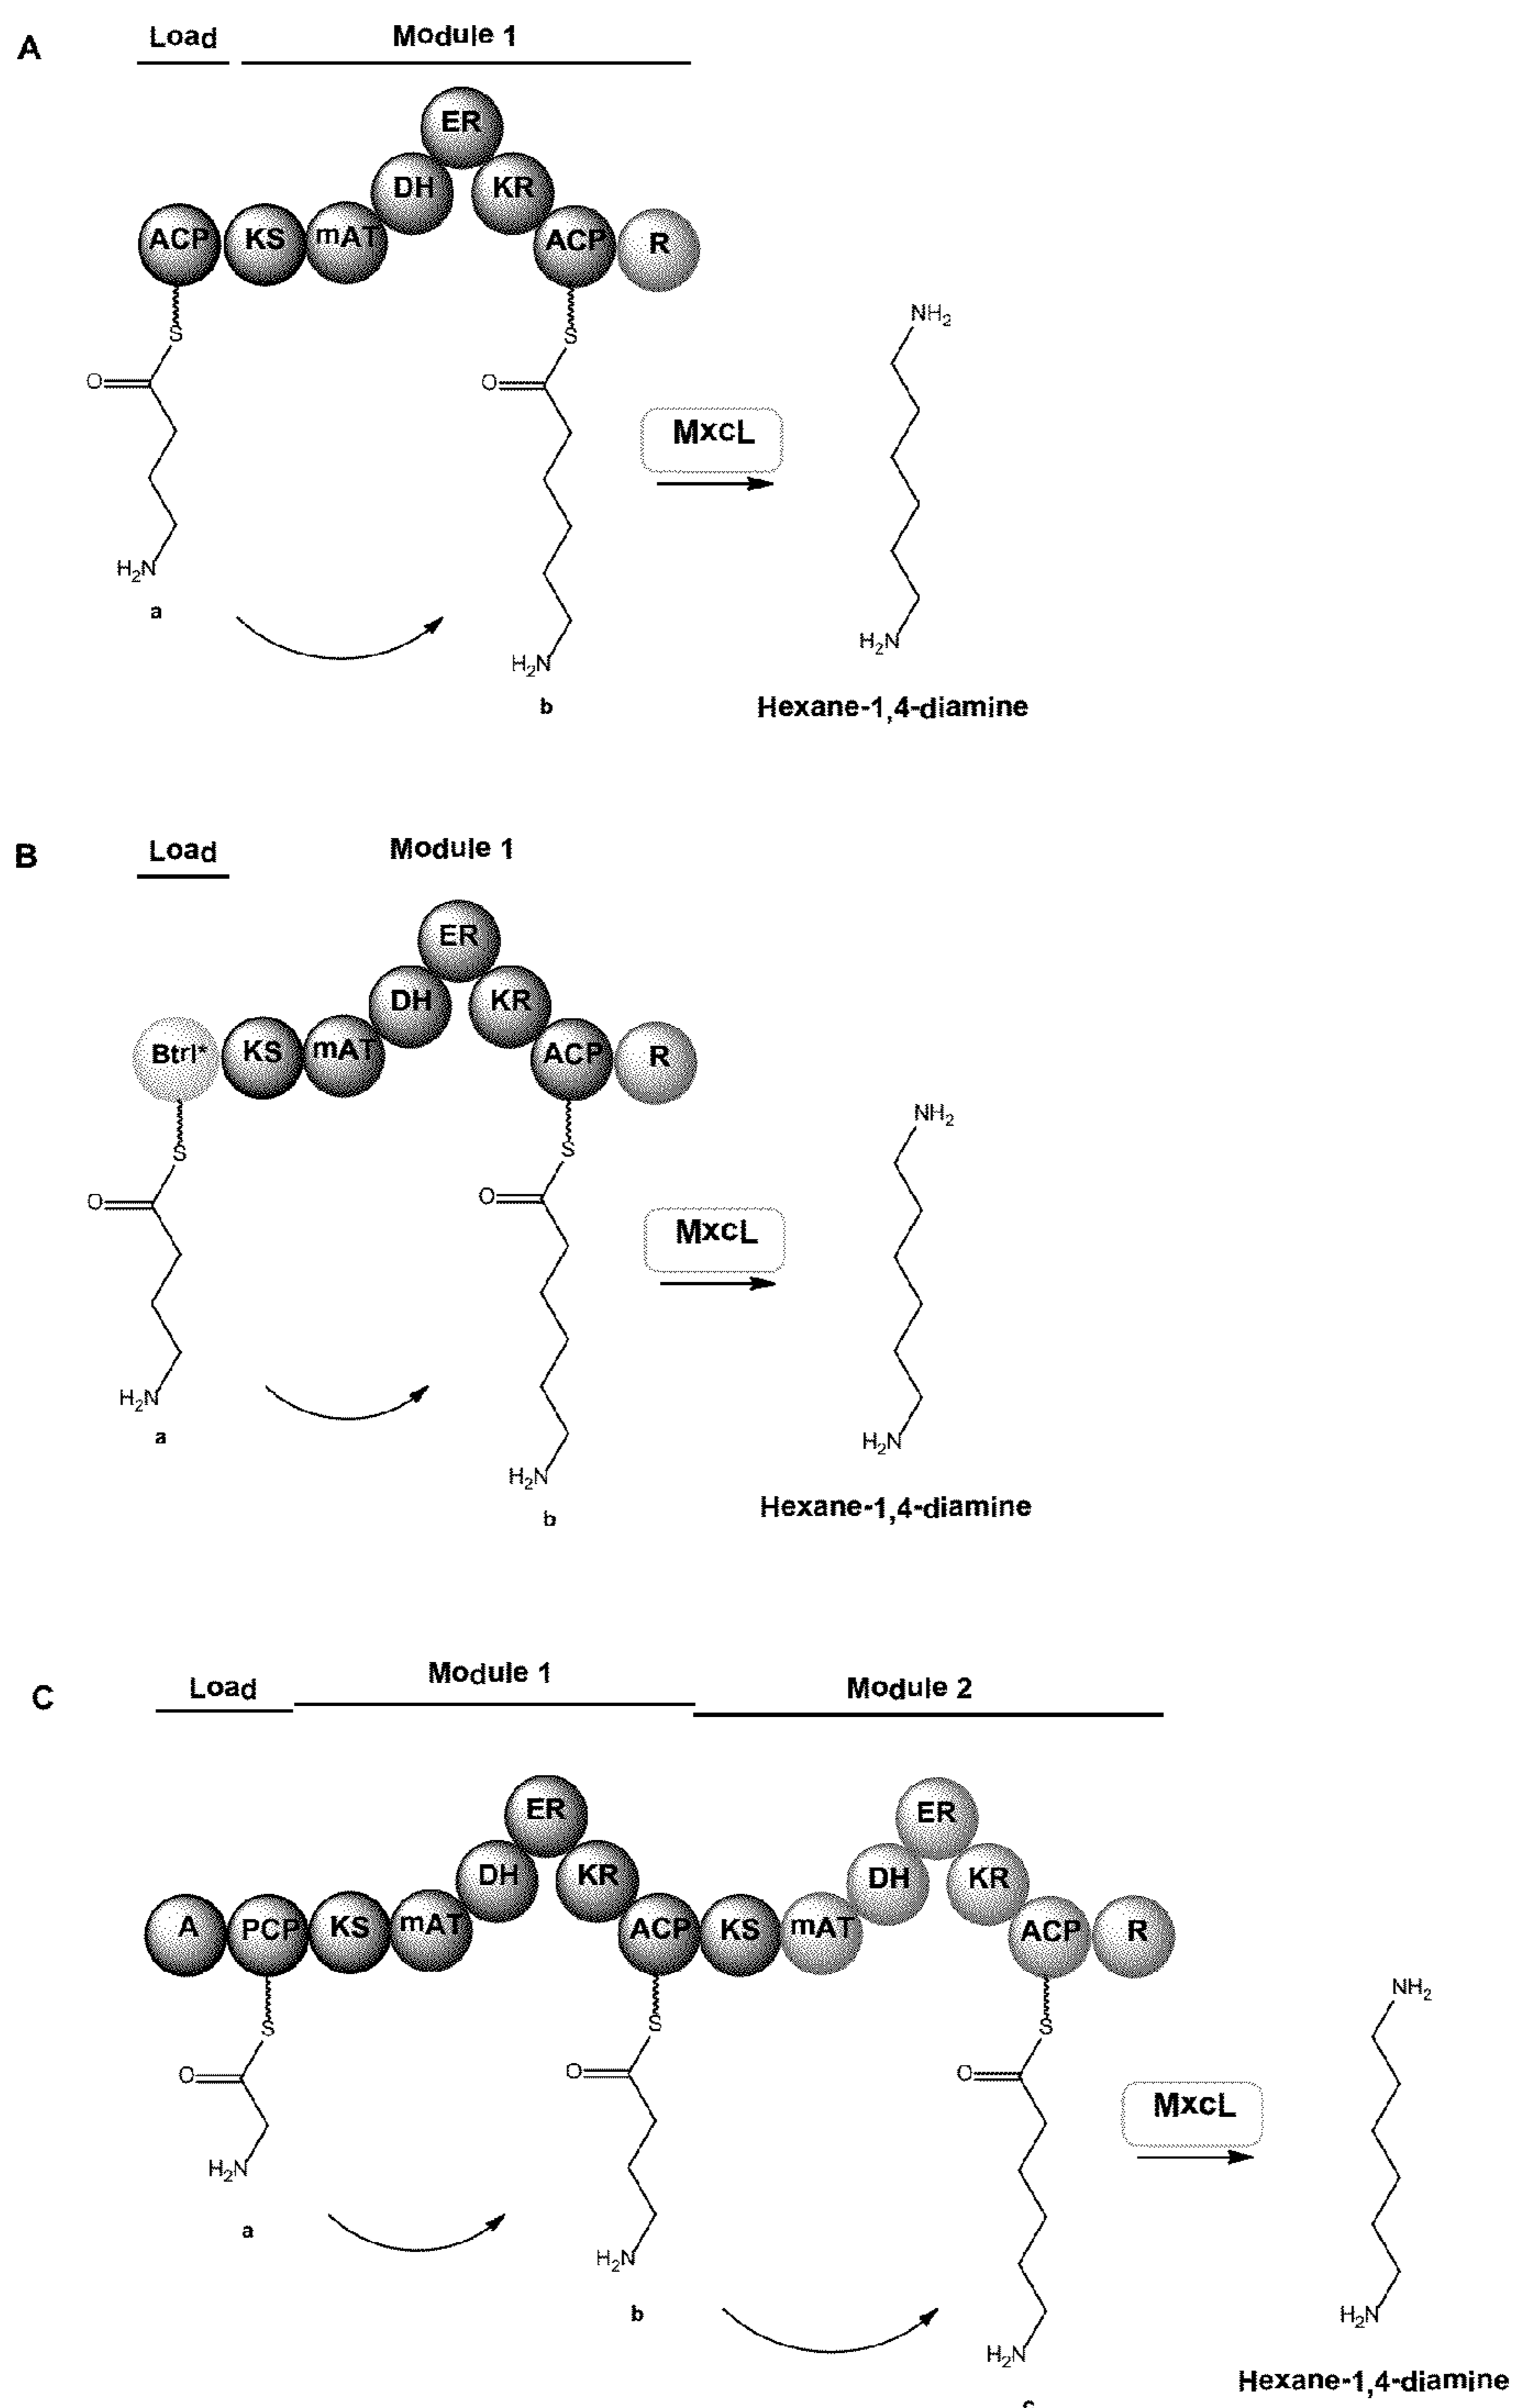 A
Load
Module 1
ER
DH
KR
ACP
KS
mAT
ACP
R
S
S
O
O
NH2
MxcL
H2N
a
H2N
b
H2N
Hexane-1,4-diamine
B
Load
Module 1
ER
DH
KR
Btrl*
KS
mAT
ACP
R
S
S
O
O
NH2
MxcL
H2N
a
H2N
b
H2N
Hexane-1,4-diamine
C
Load
Module 1
Module 2
ER
ER
DH
KR
DH
KR
A
PCP
KS
mAT
ACP
KS
mAT
ACP
R
S
S
S
O
O
O
NH2
MxcL
H2N
a
H2N
b
H2N
c
H2N
Hexane-1,4-diamine